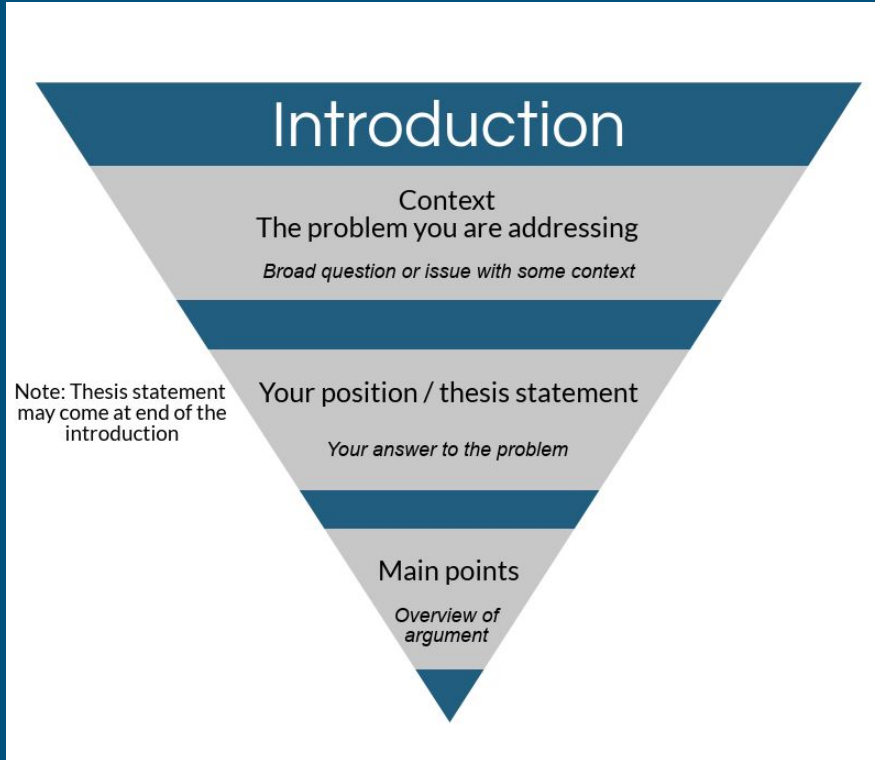 Introduction
Context
The problem you are addressing
Broad question or issue with some context
Note: Thesis statement
may come at end of the
introduction
Your position / thesis statement
Your answer to the problem
Main points
Overview of
argument